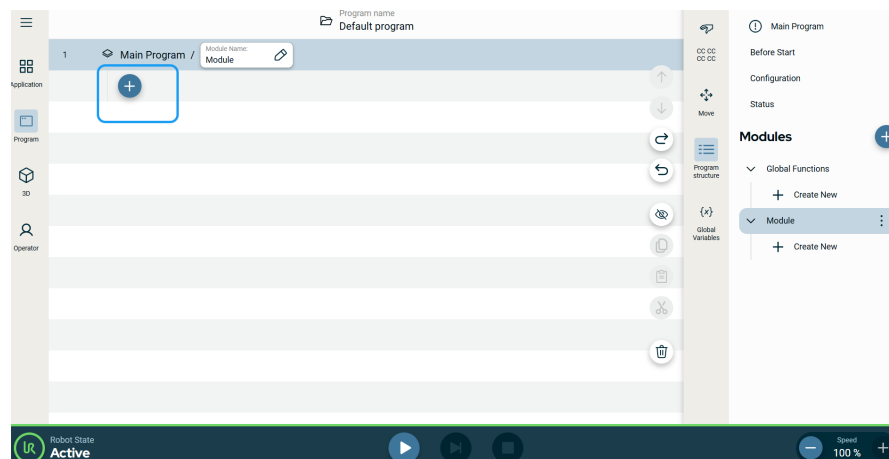 Program name
Default program
Main Program
CC CC
CC CC
1
Main Program /
Module Name:
Module
Before Start
Application
Configuration
Move
Status
Program
Modules
Program
structure
Global Functions
3D
Create New
{x}
Module
Global
Variables
Operator
Create New
Robot State
Active
Speed
100 %